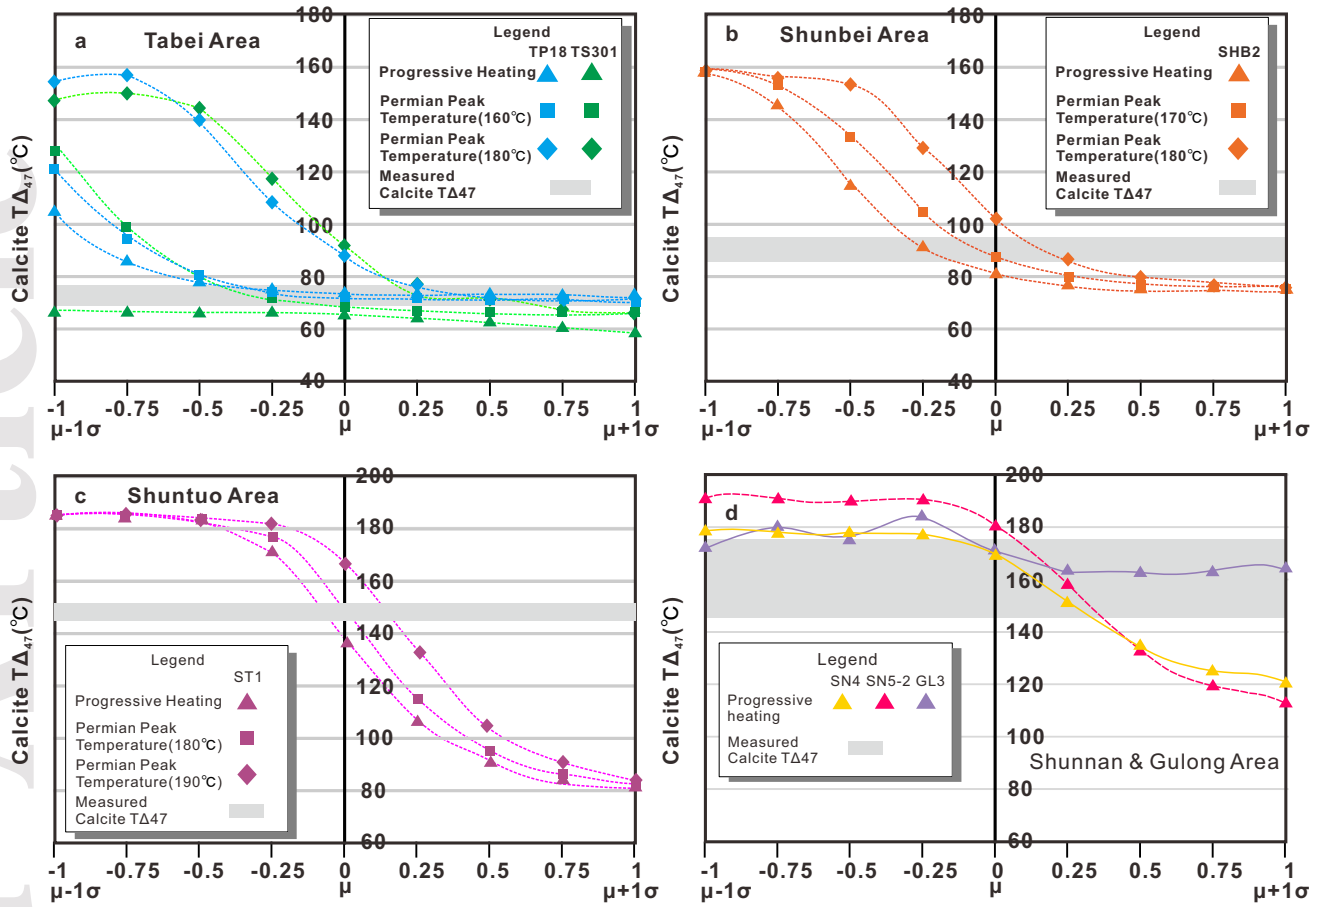 a Tabei Area
Legend
TP18 TS301
Progressive Heating
Permian Peak
Temperature(160℃)
Permian Peak
Temperature(180℃)
Measured
Calcite TΔ47
Calcite TΔ47(℃)
180
160
140
120
100
80
60
40
-1 -0.75 -0.5 -0.25 0 0.25 0.5 0.75 1
μ-1σ μ μ+1σ
b Shunbei Area
Legend
SHB2
Progressive Heating
Permian Peak
Temperature(170℃)
Permian Peak
Temperature(180℃)
Measured
Calcite TΔ47
Calcite TΔ47(℃)
180
160
140
120
100
80
60
40
-1 -0.75 -0.5 -0.25 0 0.25 0.5 0.75 1
μ-1σ μ μ+1σ
c Shuntuo Area
Legend
ST1
Progressive Heating
Permian Peak
Temperature(180℃)
Permian Peak
Temperature(190℃)
Measured
Calcite TΔ47
Calcite TΔ47(℃)
200
180
160
140
120
100
80
60
-1 -0.75 -0.5 -0.25 0 0.25 0.5 0.75 1
μ-1σ μ μ+1σ
d
Legend
SN4 SN5-2 GL3
Progressive
heating
Measured
Calcite TΔ47
Shunnan & Gulong Area
Calcite TΔ47(℃)
200
180
160
140
120
100
80
60
-1 -0.75 -0.5 -0.25 0 0.25 0.5 0.75 1
μ-1σ μ μ+1σ